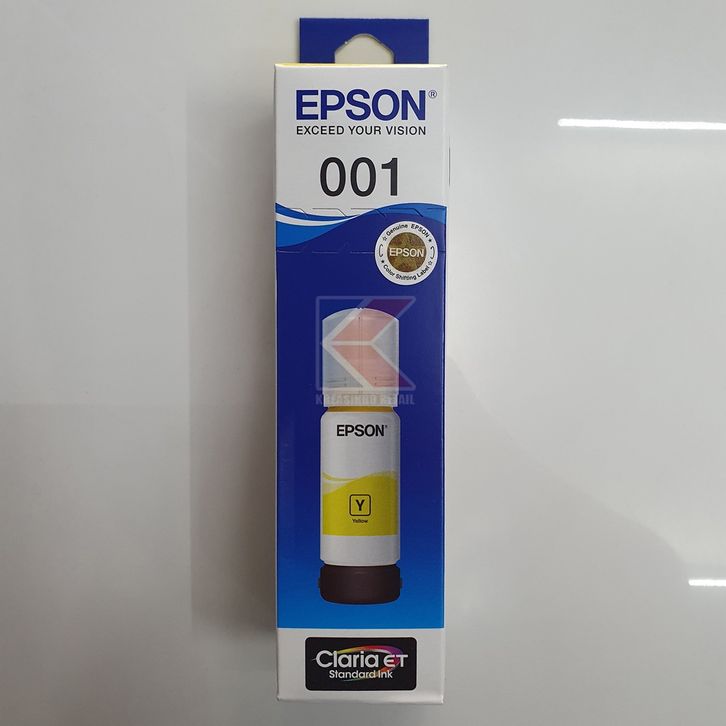 EPSON®
EXCEED YOUR VISION
001
☆ Genuine EPSON ★
EPSON
★ Color Shifting Label ☆
EPSON®
Y
Yellow
Claria ET
Standard Ink